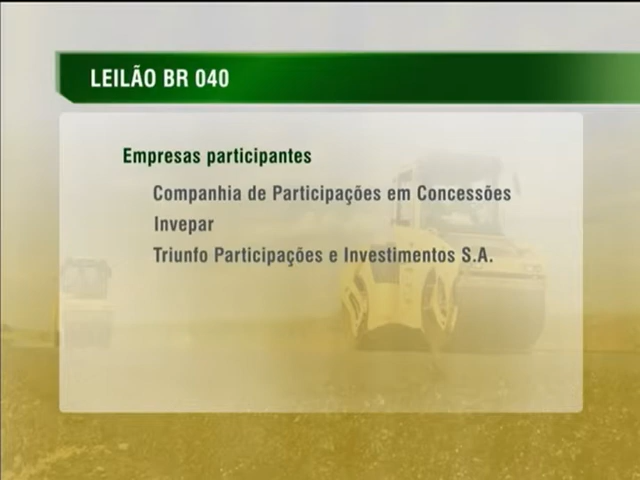 LEILÃO BR 040
Empresas participantes
Companhia de Participações em Concessões
Invepar
Triunfo Participações e Investimentos S.A.